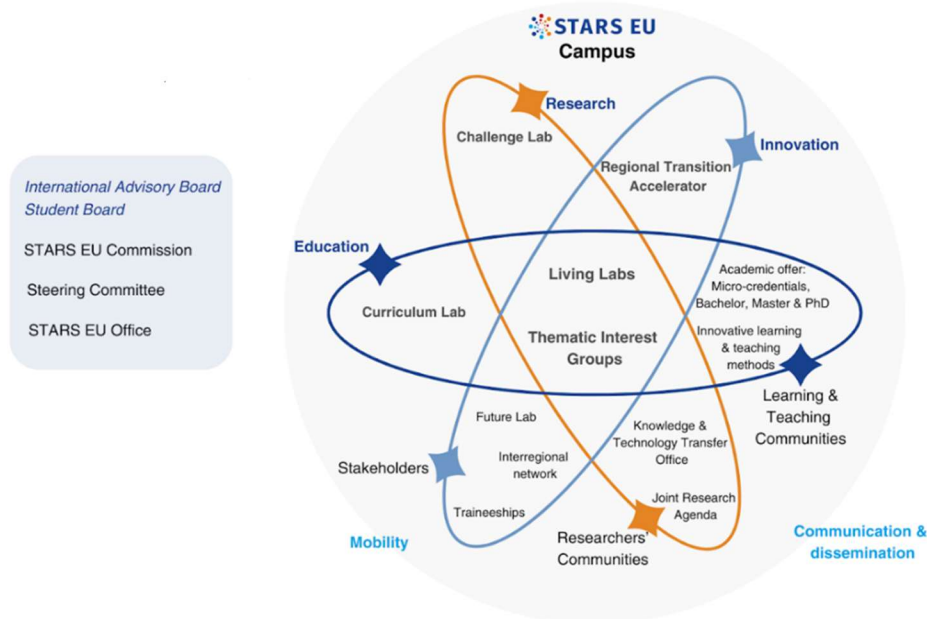 STARS EU
Campus
Research
Challenge Lab
Innovation
Regional Transition
Accelerator
International Advisory Board
Student Board
STARS EU Commission
Steering Committee
STARS EU Office
Education
Curriculum Lab
Living Labs
Thematic Interest
Groups
Academic offer:
Micro-credentials,
Bachelor, Master & PhD
Innovative learning
& teaching
methods
Learning &
Teaching
Communities
Future Lab
Interregional
network
Traineeships
Stakeholders
Mobility
Knowledge &
Technology Transfer
Office
Joint Research
Agenda
Researchers'
Communities
Communication &
dissemination